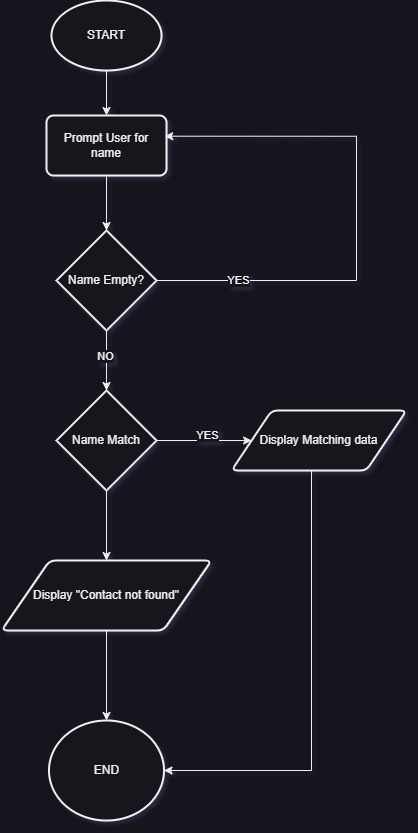 START
Prompt User for
name
Name Empty?
YES
NO
Name Match
YES
Display Matching data
Display "Contact not found"
END